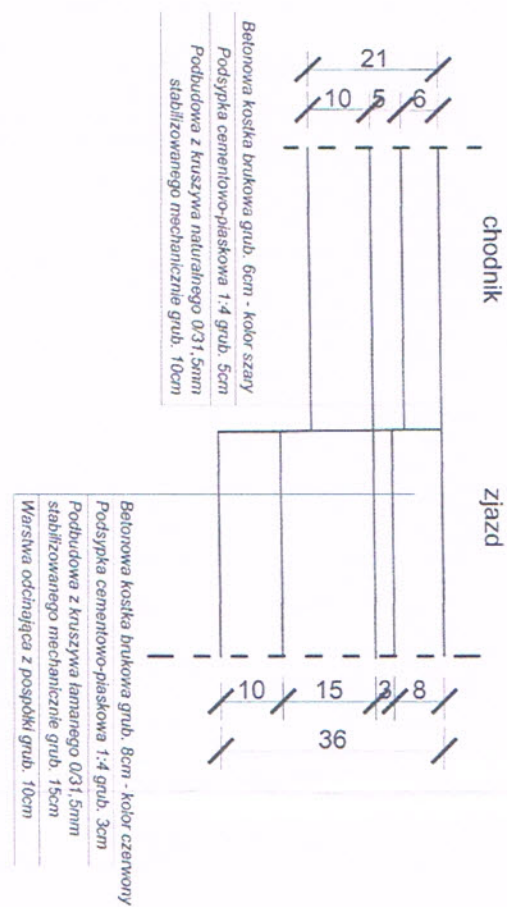 chodnik
zjazd
21
10
5
6
Betonowa kostka brukowa grub. 6cm - kolor szary
Podsypka cementowo-piaskowa 1:4 grub. 5cm
Podbudowa z kruszywa naturalnego 0/31,5mm
stabilizowanego mechanicznie grub. 10cm
10
15
3
8
36
Betonowa kostka brukowa grub. 8cm - kolor czerwony
Podsypka cementowo-piaskowa 1:4 grub. 3cm
Podbudowa z kruszywa łamanego 0/31,5mm
stabilizowanego mechanicznie grub. 15cm
Warstwa odcinająca z pospółki grub. 10cm